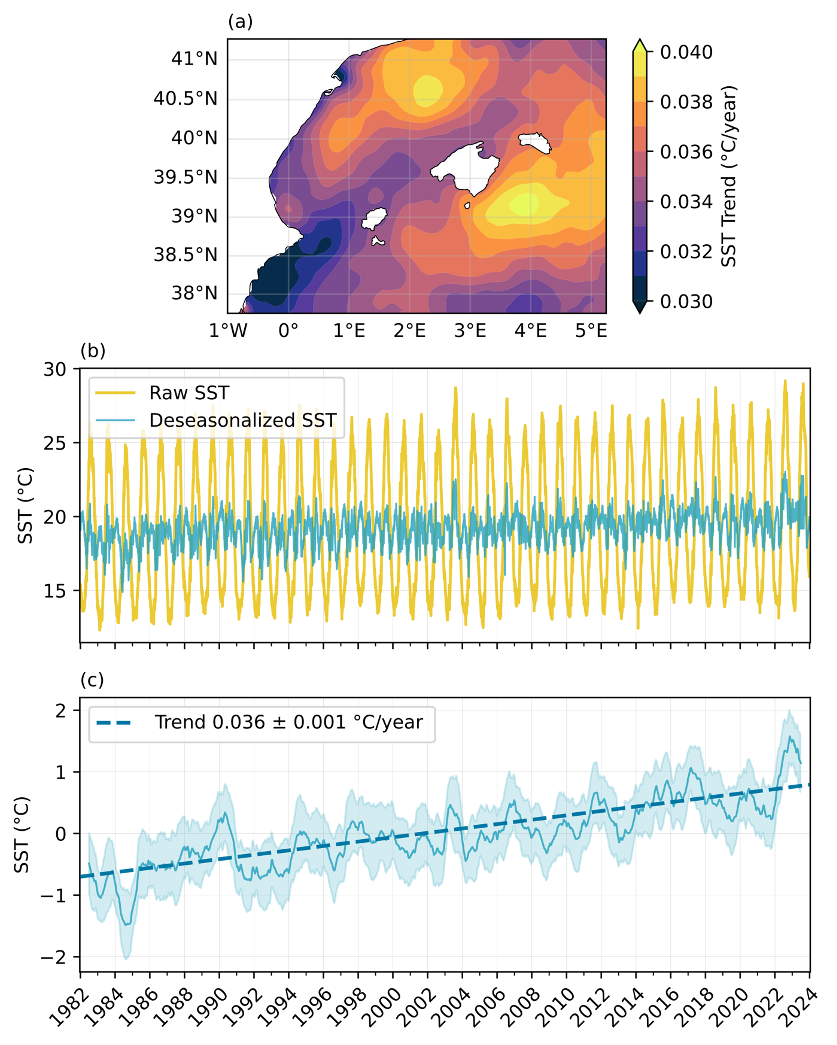 (a)
41°N
40.5°N
40°N
39.5°N
39°N
38.5°N
38°N
1°W 0° 1°E 2°E 3°E 4°E 5°E
0.040
0.038
0.036
0.034
0.032
0.030
SST Trend (°C/year)
(b)
30
25
20
15
SST (°C)
Raw SST
Deseasonalized SST
(c)
2
1
0
−1
−2
SST (°C)
Trend 0.036 ± 0.001 °C/year
1982 1984 1986 1988 1990 1992 1994 1996 1998 2000 2002 2004 2006 2008 2010 2012 2014 2016 2018 2020 2022 2024